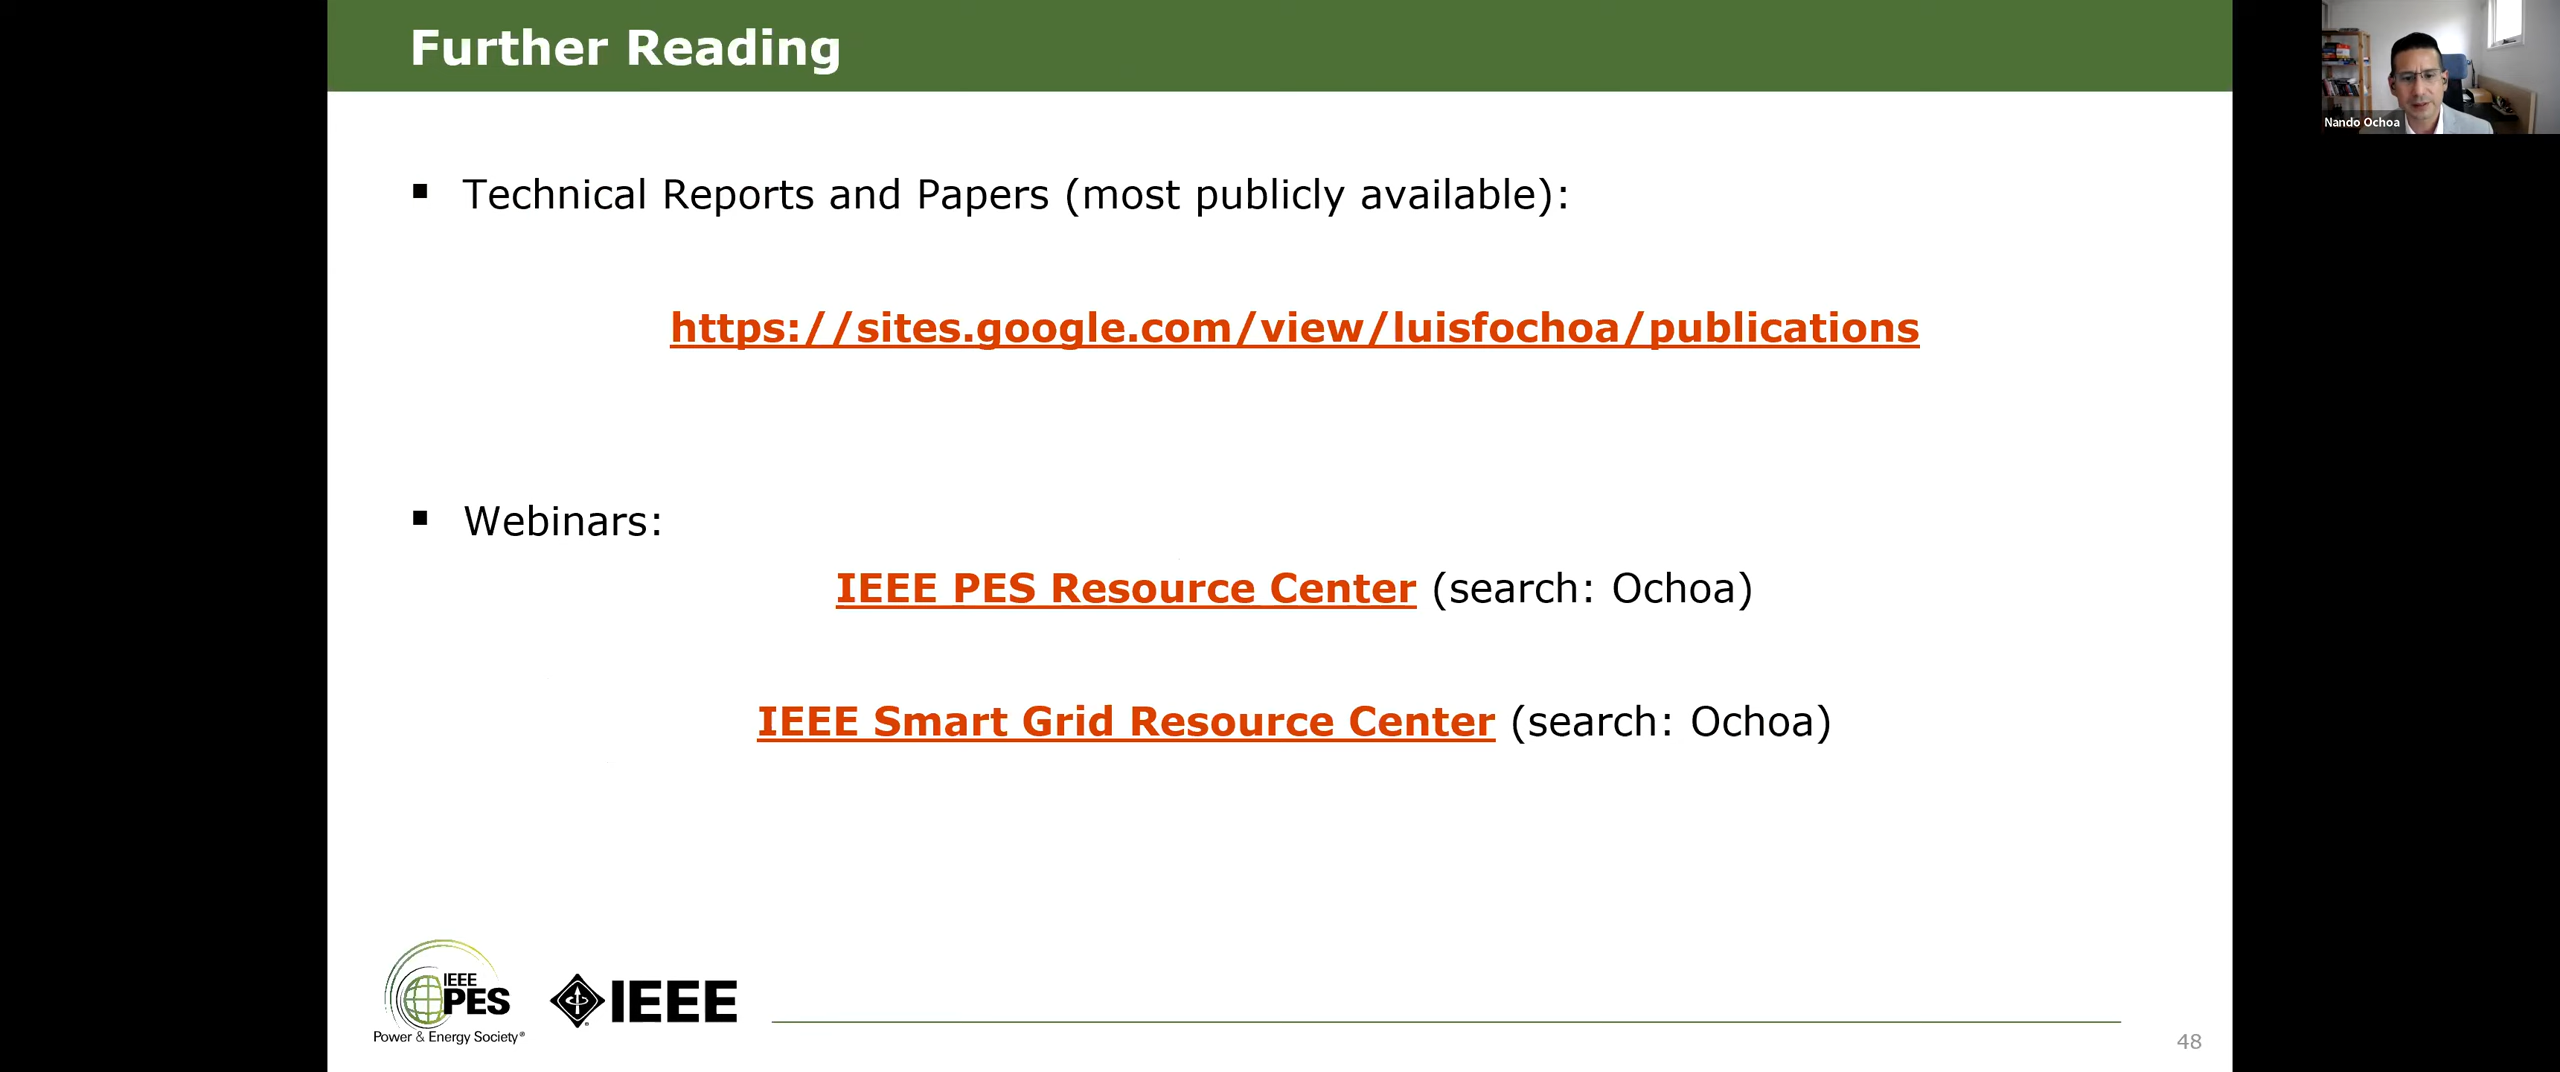 Further Reading
Nando Ochoa
▪ Technical Reports and Papers (most publicly available):
https://sites.google.com/view/luisfochoa/publications
▪ Webinars:
IEEE PES Resource Center (search: Ochoa)
IEEE Smart Grid Resource Center (search: Ochoa)
IEEE
PES
Power & Energy Society®
IEEE
48